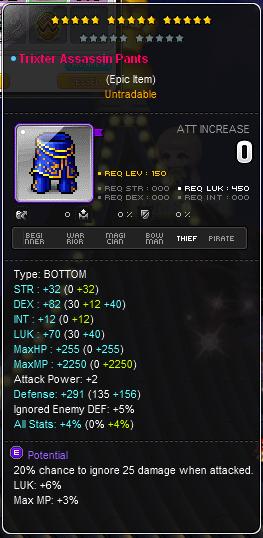 Trixter Assassin Pants
(Epic Item)
Untradable
ATT INCREASE
0
REQ LEV : 150
REQ STR : 000 REQ LUK : 450
REQ DEX : 000 REQ INT : 000
0 0 % 0 %
BEGINNER WARRIOR MAGICIAN BOWMAN THIEF PIRATE
Type: BOTTOM
STR : +32 (0 +32)
DEX : +82 (30 +12 +40)
INT : +12 (0 +12)
LUK : +70 (30 +40)
MaxHP : +255 (0 +255)
MaxMP : +2250 (0 +2250)
Attack Power: +2
Defense: +291 (135 +156)
Ignored Enemy DEF: +5%
All Stats: +4% (0% +4%)
E Potential
20% chance to ignore 25 damage when attacked.
LUK: +6%
Max MP: +3%